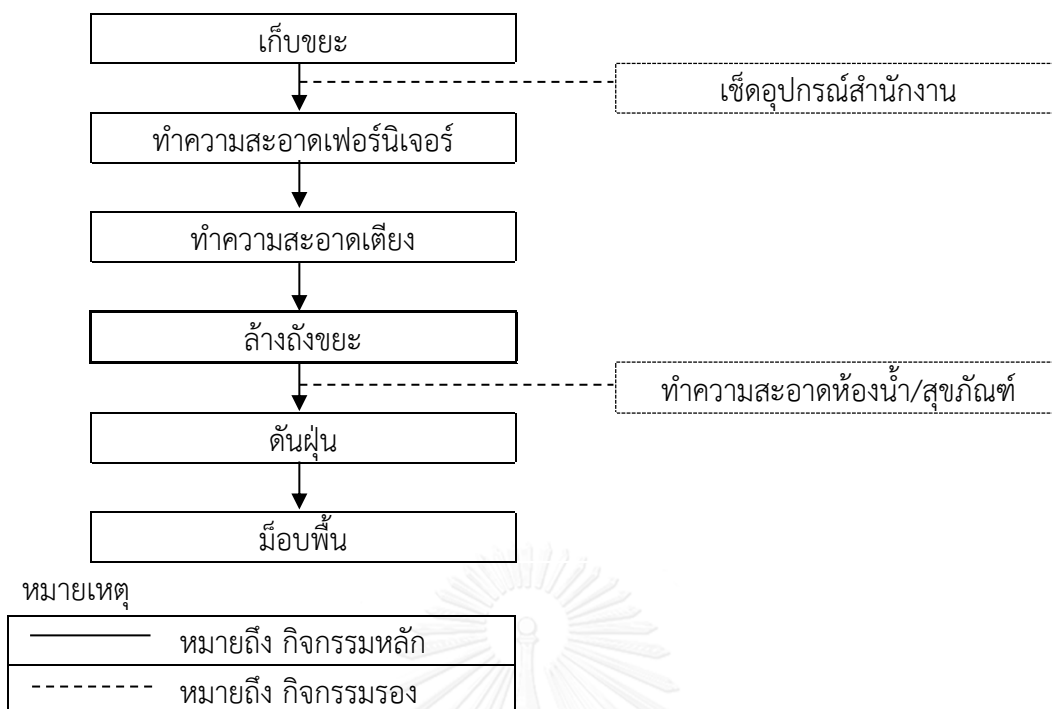 เก็บขยะ
เช็ดอุปกรณ์สำนักงาน
ทำความสะอาดเฟอร์นิเจอร์
ทำความสะอาดเตียง
ล้างถังขยะ
ทำความสะอาดห้องน้ำ/สุขภัณฑ์
ดันฝุ่น
ม็อบพื้น
หมายเหตุ
หมายถึง กิจกรรมหลัก
หมายถึง กิจกรรมรอง